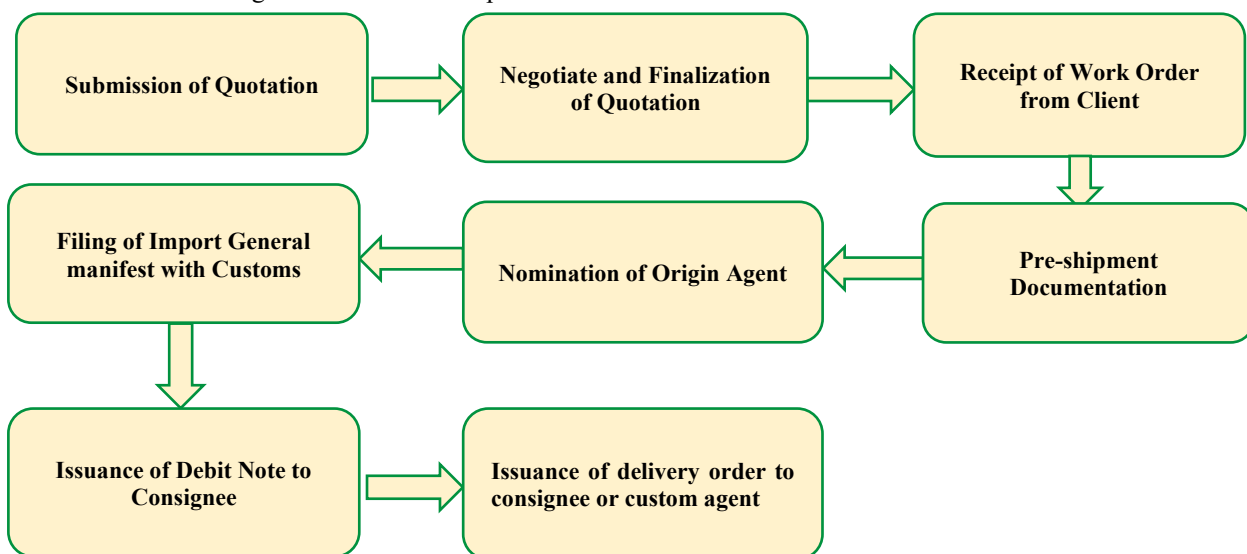 Submission of Quotation
Negotiate and Finalization
of Quotation
Receipt of Work Order
from Client
Pre-shipment
Documentation
Nomination of Origin Agent
Filing of Import General
manifest with Customs
Issuance of Debit Note to
Consignee
Issuance of delivery order to
consignee or custom agent